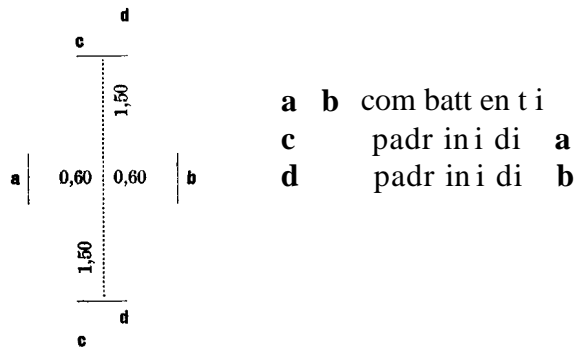 d
c
1,50
a b com batt en t i
c padr in i di a
a 0,60 0,60 b
d padr in i di b
1,50
d
c